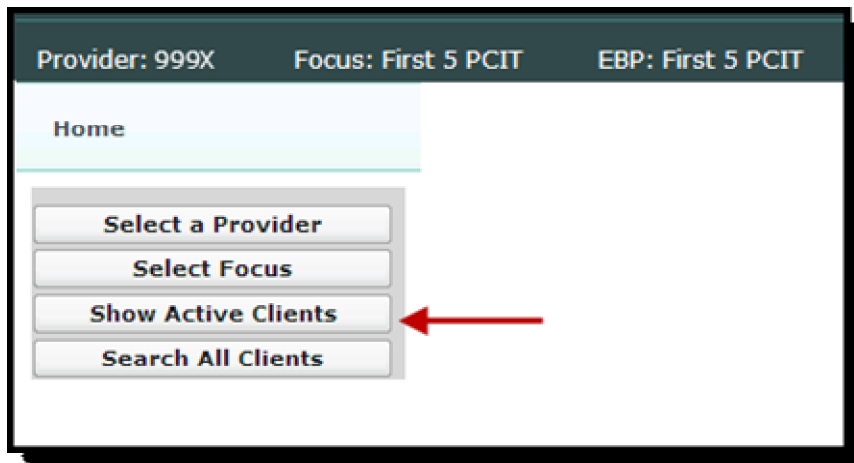 Provider: 999X Focus: First 5 PCIT EBP: First 5 PCIT
Home
Select a Provider
Select Focus
Show Active Clients
Search All Clients